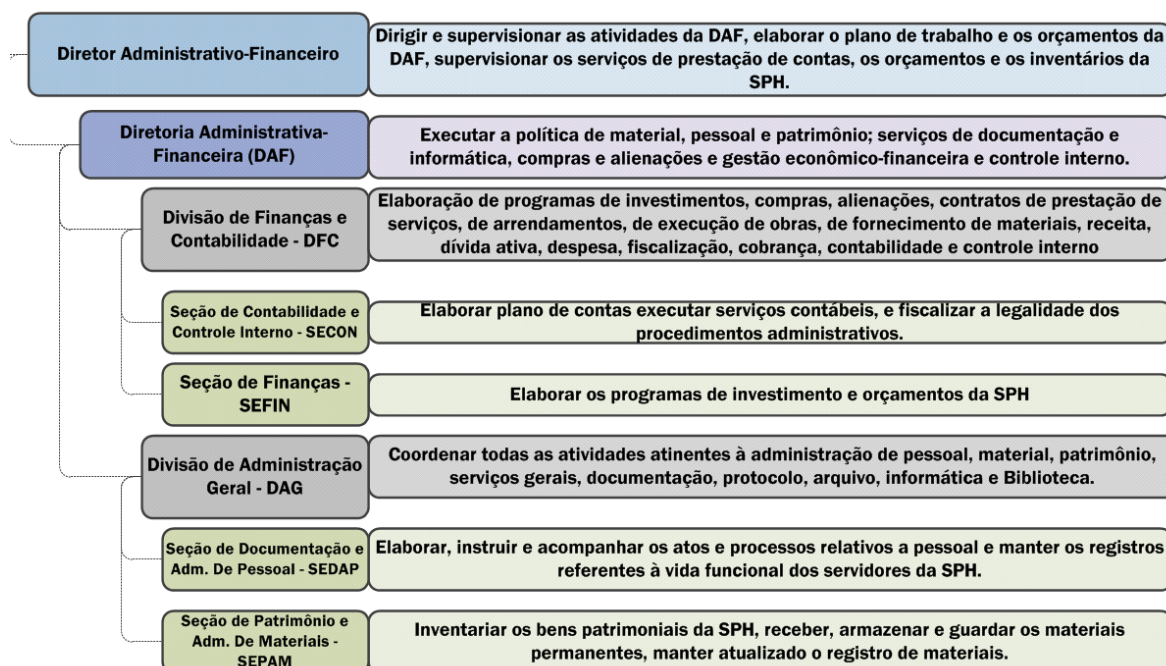 Diretor Administrativo-Financeiro
Dirigir e supervisionar as atividades da DAF, elaborar o plano de trabalho e os orçamentos da
DAF, supervisionar os serviços de prestação de contas, os orçamentos e os inventários da
SPH.
Diretoria Administrativa-
Financeira (DAF)
Executar a política de material, pessoal e patrimônio; serviços de documentação e
informática, compras e alienações e gestão econômico-financeira e controle interno.
Divisão de Finanças e
Contabilidade - DFC
Elaboração de programas de investimentos, compras, alienações, contratos de prestação de
serviços, de arrendamentos, de execução de obras, de fornecimento de materiais, receita,
dívida ativa, despesa, fiscalização, cobrança, contabilidade e controle interno
Seção de Contabilidade e
Controle Interno - SECON
Elaborar plano de contas executar serviços contábeis, e fiscalizar a legalidade dos
procedimentos administrativos.
Seção de Finanças -
SEFIN
Elaborar os programas de investimento e orçamentos da SPH
Divisão de Administração
Geral - DAG
Coordenar todas as atividades atinentes à administração de pessoal, material, patrimônio,
serviços gerais, documentação, protocolo, arquivo, informática e Biblioteca.
Seção de Documentação e
Adm. De Pessoal - SEDAP
Elaborar, instruir e acompanhar os atos e processos relativos a pessoal e manter os registros
referentes à vida funcional dos servidores da SPH.
Seção de Patrimônio e
Adm. De Materiais -
SEPAM
Inventariar os bens patrimoniais da SPH, receber, armazenar e guardar os materiais
permanentes, manter atualizado o registro de materiais.